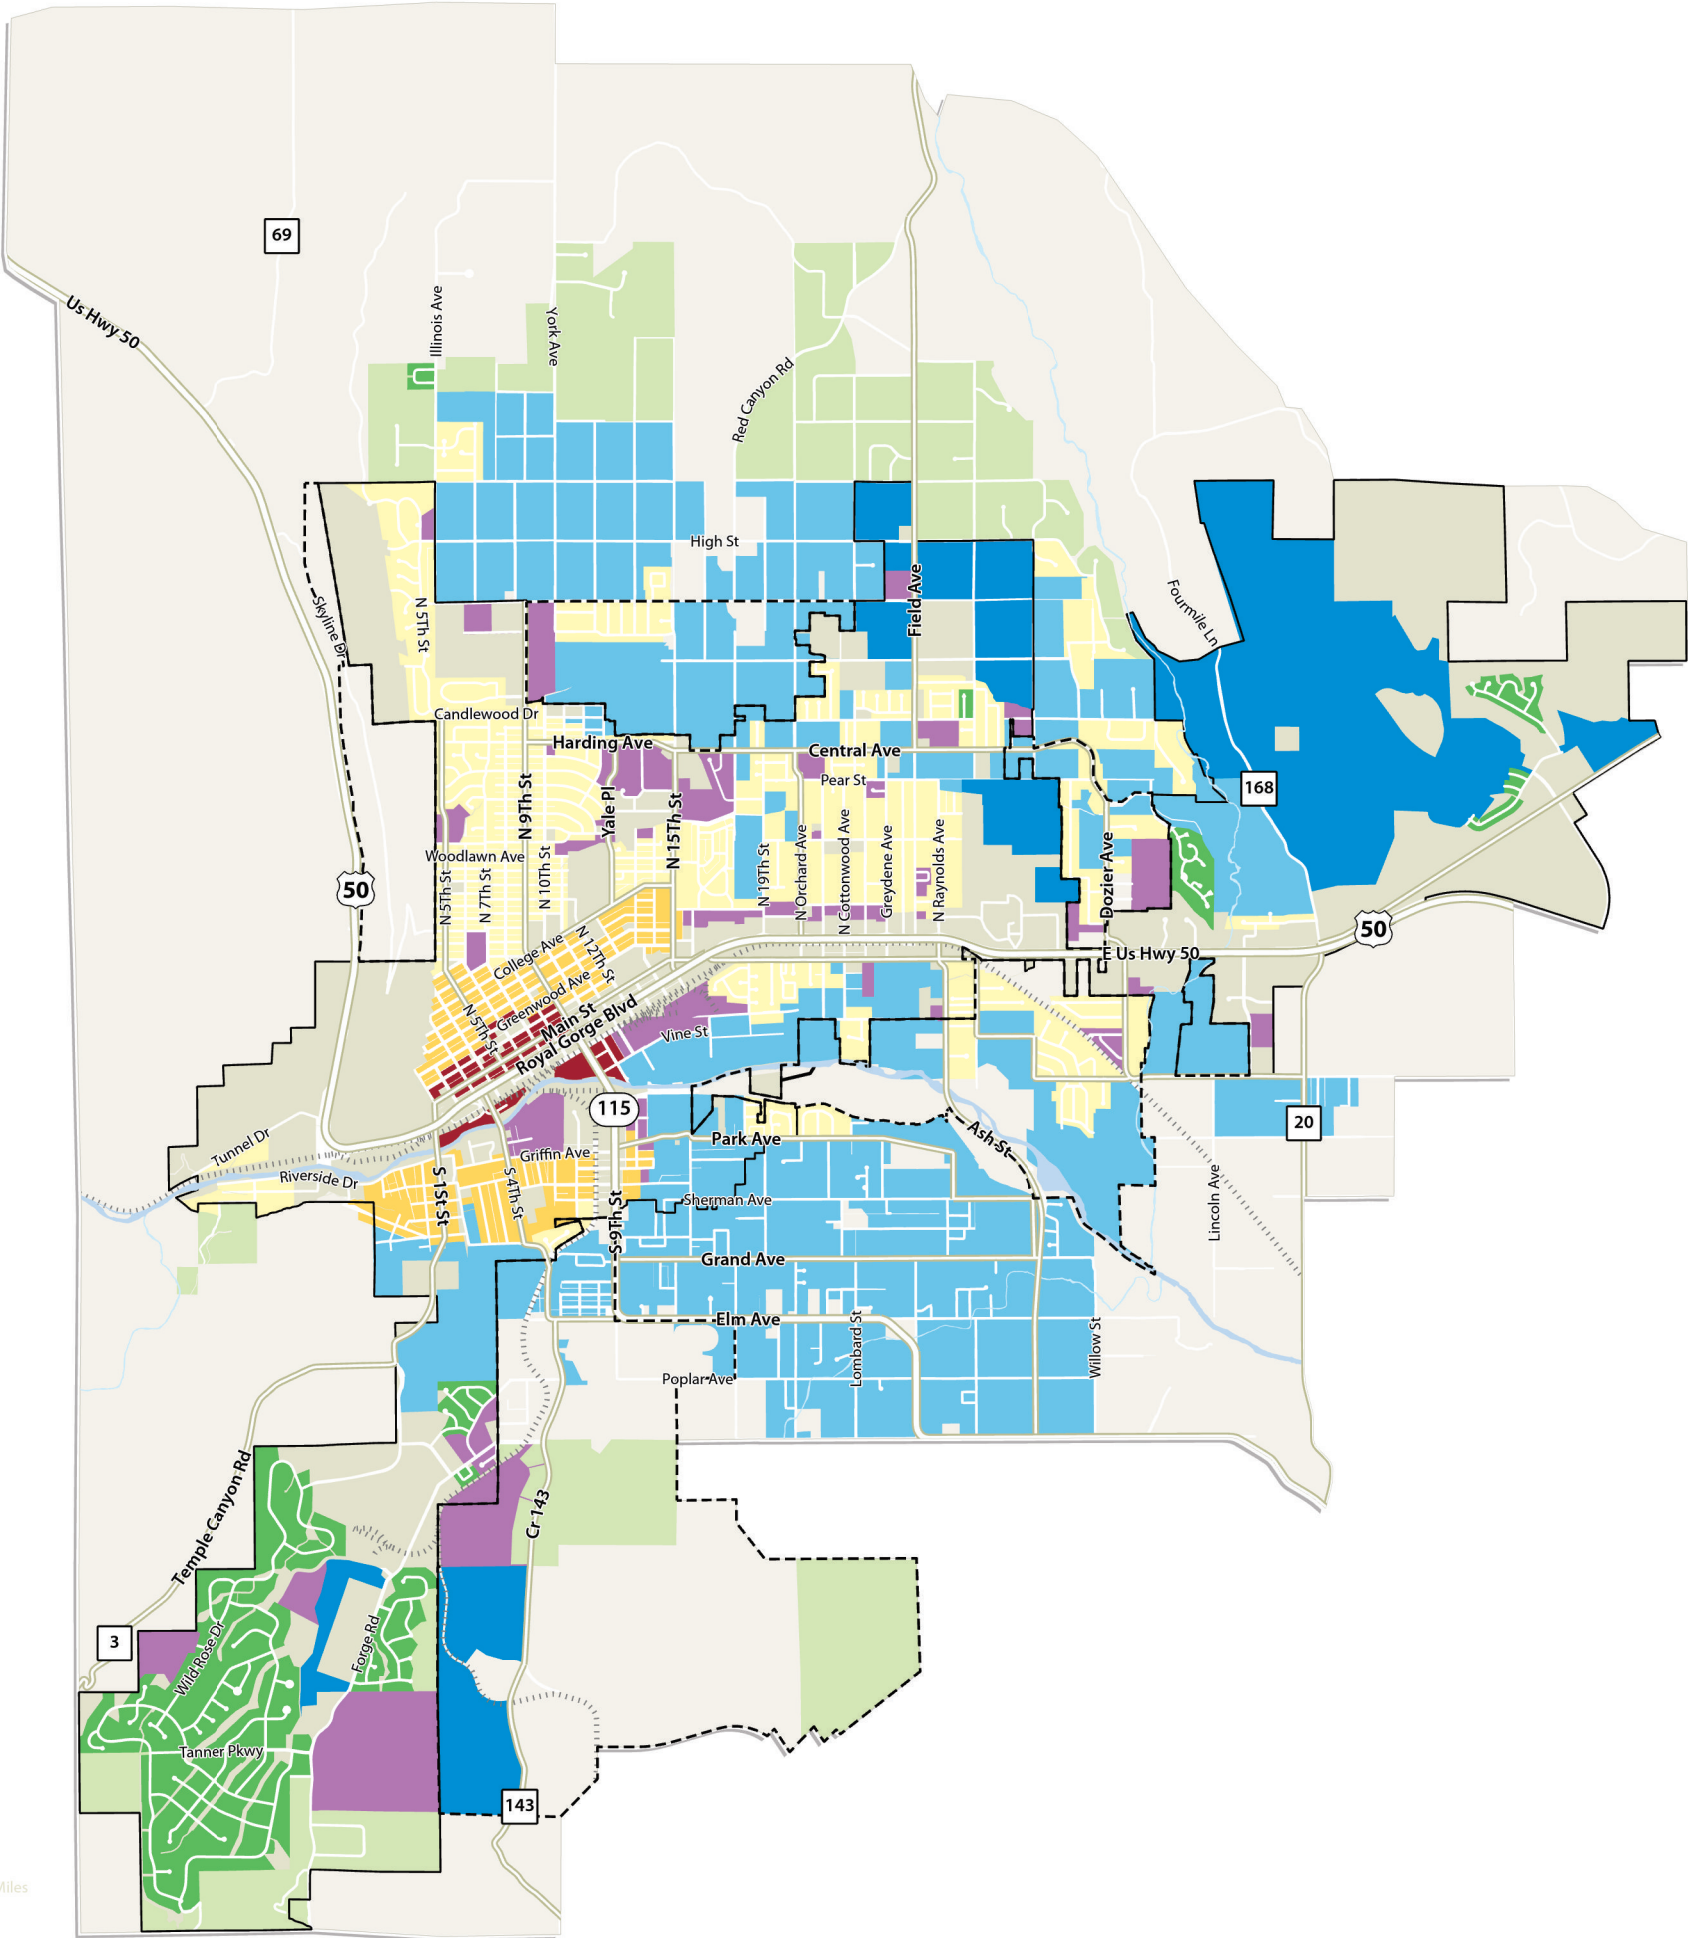 69
Us Hwy 50
Illinois Ave
York Ave
Red Canyon Rd
High St
Field Ave
Fourmile Ln
Skyline Dr
N 5Th St
Candlewood Dr
Harding Ave
Central Ave
Pear St
168
N 9Th St
Yale Pl
N 15Th St
Woodlawn Ave
N 5Th St
N 7Th St
N 10Th St
N 19Th St
N Orchard Ave
N Cottonwood Ave
Greydene Ave
N Raynolds Ave
Dozier Ave
50
50
E Us Hwy 50
College Ave
N 12Th St
Greenwood Ave
N 5Th St
Main St
Royal Gorge Blvd
Vine St
115
20
Tunnel Dr
Riverside Dr
Griffin Ave
Park Ave
Ash St
S 1St St
S 4Th St
S 9Th St
Sherman Ave
Lincoln Ave
Grand Ave
Elm Ave
Lombard St
Willow St
Poplar Ave
Temple Canyon Rd
Cr 143
3
Wild Rose Dr
Forge Rd
Tanner Pkwy
143
Miles